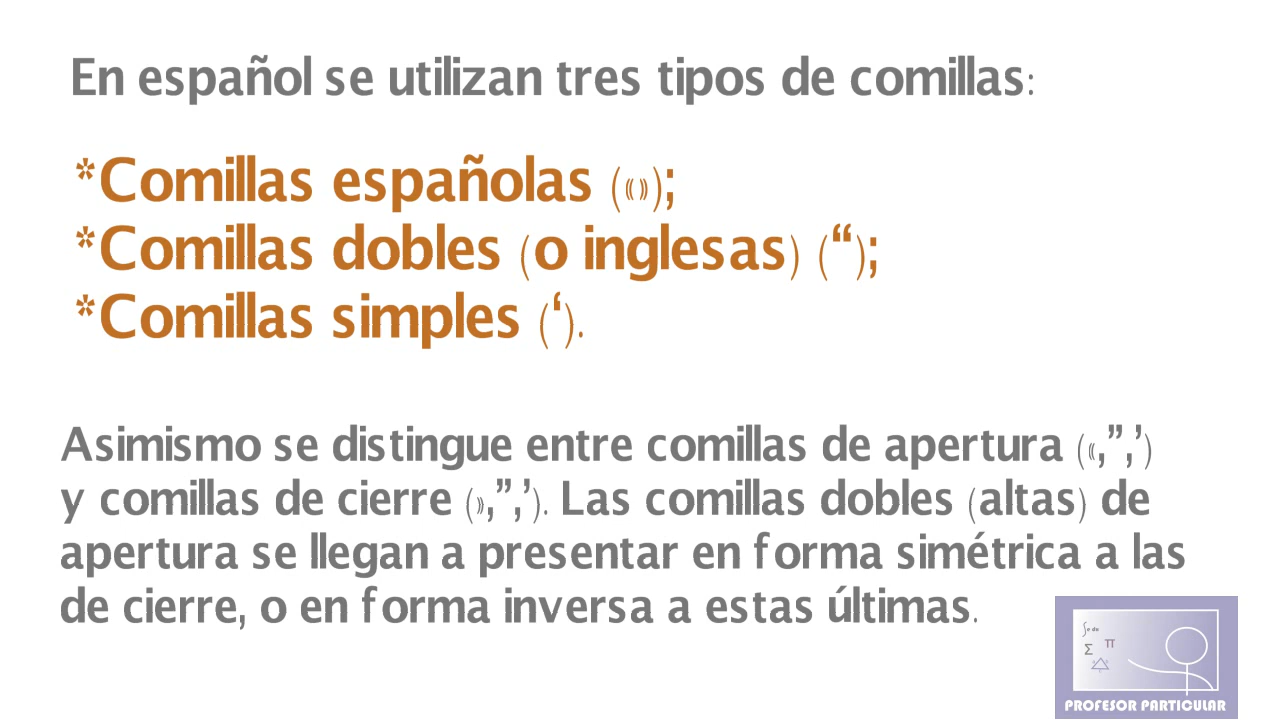 En español se utilizan tres tipos de comillas:
*Comillas españolas («»);
*Comillas dobles (o inglesas) (“);
*Comillas simples (‘).
Asimismo se distingue entre comillas de apertura («,”,’)
y comillas de cierre (»,”,’). Las comillas dobles (altas) de
apertura se llegan a presentar en forma simétrica a las
de cierre, o en forma inversa a estas últimas.
Σ π
PROFESOR PARTICULAR